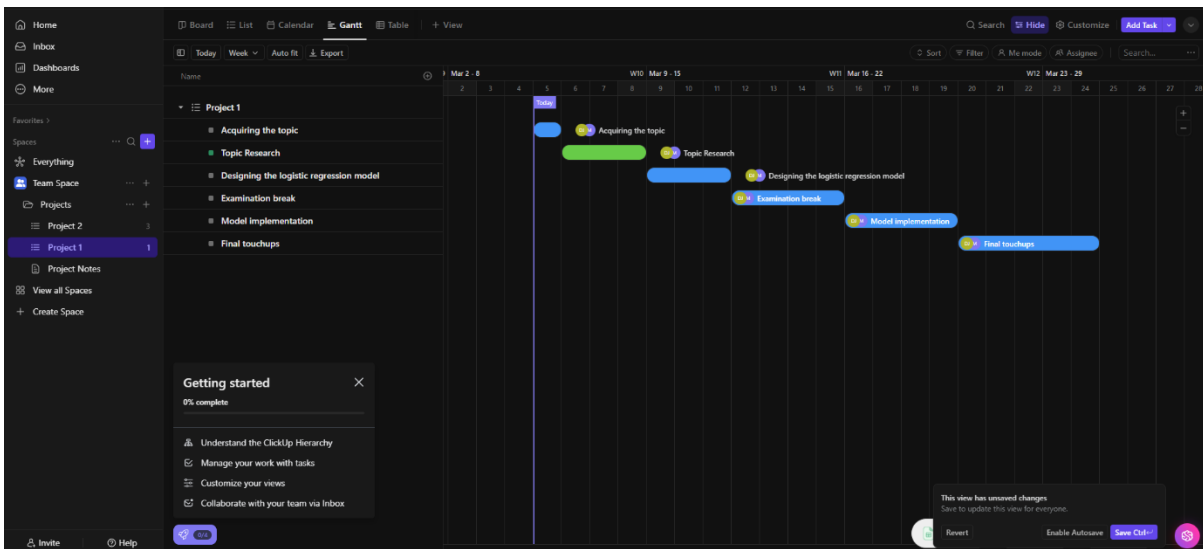 Home
Inbox
Dashboards
More
Favorites >
Spaces
Everything
Team Space
Projects
Project 2 3
Project 1 1
Project Notes
View all Spaces
Create Space
Invite Help
Board List Calendar Gantt Table + View
Search Hide Customize Add Task
Today Week Auto fit Export
Sort Filter Me mode Assignee Search...
Name
Mar 2 - 8 W10 Mar 9 - 15 W11 Mar 16 - 22 W12 Mar 23 - 29
2 3 4 5 6 7 8 9 10 11 12 13 14 15 16 17 18 19 20 21 22 23 24 25 26 27 28
Today
Project 1
Acquiring the topic
Acquiring the topic
Topic Research
Topic Research
Designing the logistic regression model
Designing the logistic regression model
Examination break
Examination break
Model implementation
Model implementation
Final touchups
Final touchups
Getting started
0% complete
Understand the ClickUp Hierarchy
Manage your work with tasks
Customize your views
Collaborate with your team via Inbox
0/4
This view has unsaved changes
Save to update this view for everyone.
Revert Enable Autosave Save Ctrl+